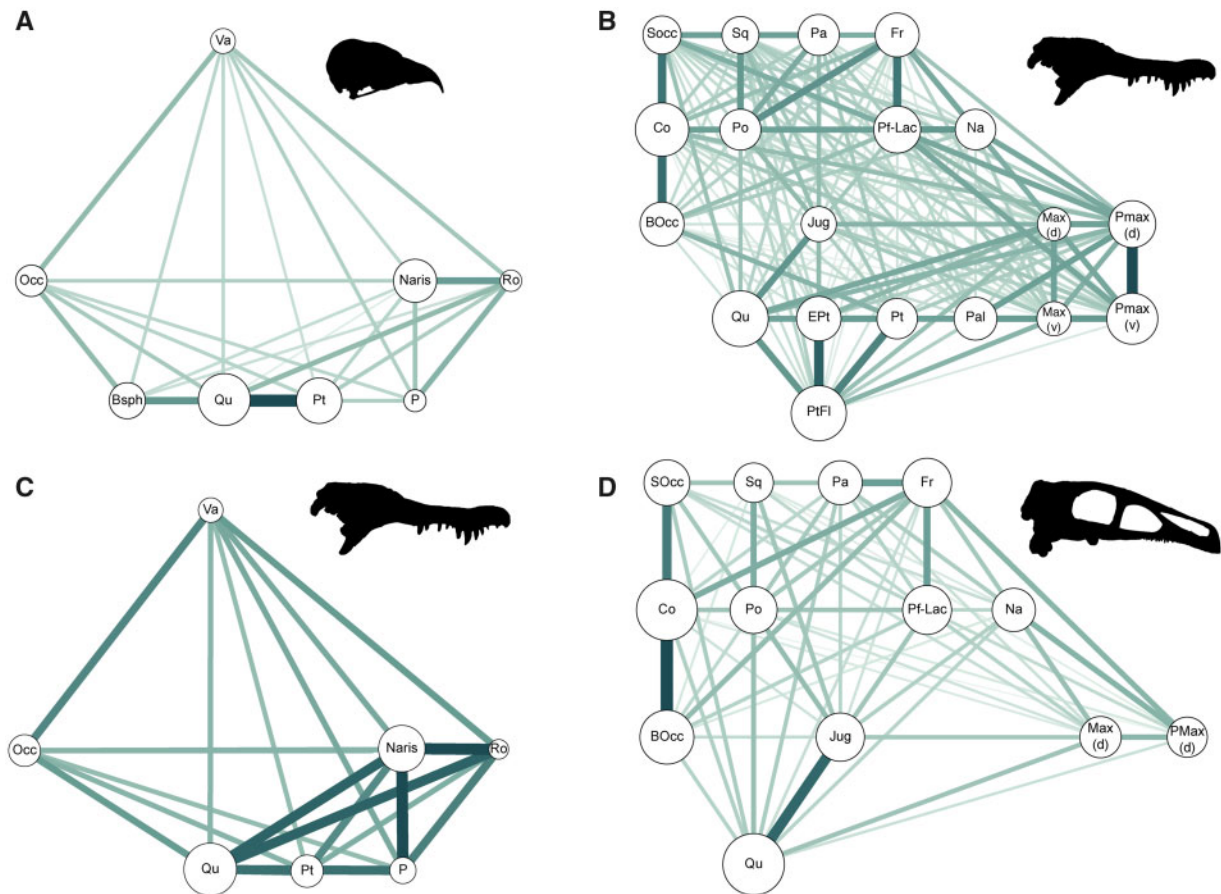 A
Va
Occ
Naris
Ro
Bsph
Qu
Pt
P
B
Socc
Sq
Pa
Fr
Co
Po
Pf-Lac
Na
BOcc
Jug
Max
(d)
Pmax
(d)
Qu
EPt
Pt
Pal
Max
(v)
Pmax
(v)
PtFl
C
Va
Occ
Naris
Ro
Qu
Pt
P
D
SOcc
Sq
Pa
Fr
Co
Po
Pf-Lac
Na
BOcc
Jug
Max
(d)
PMax
(d)
Qu